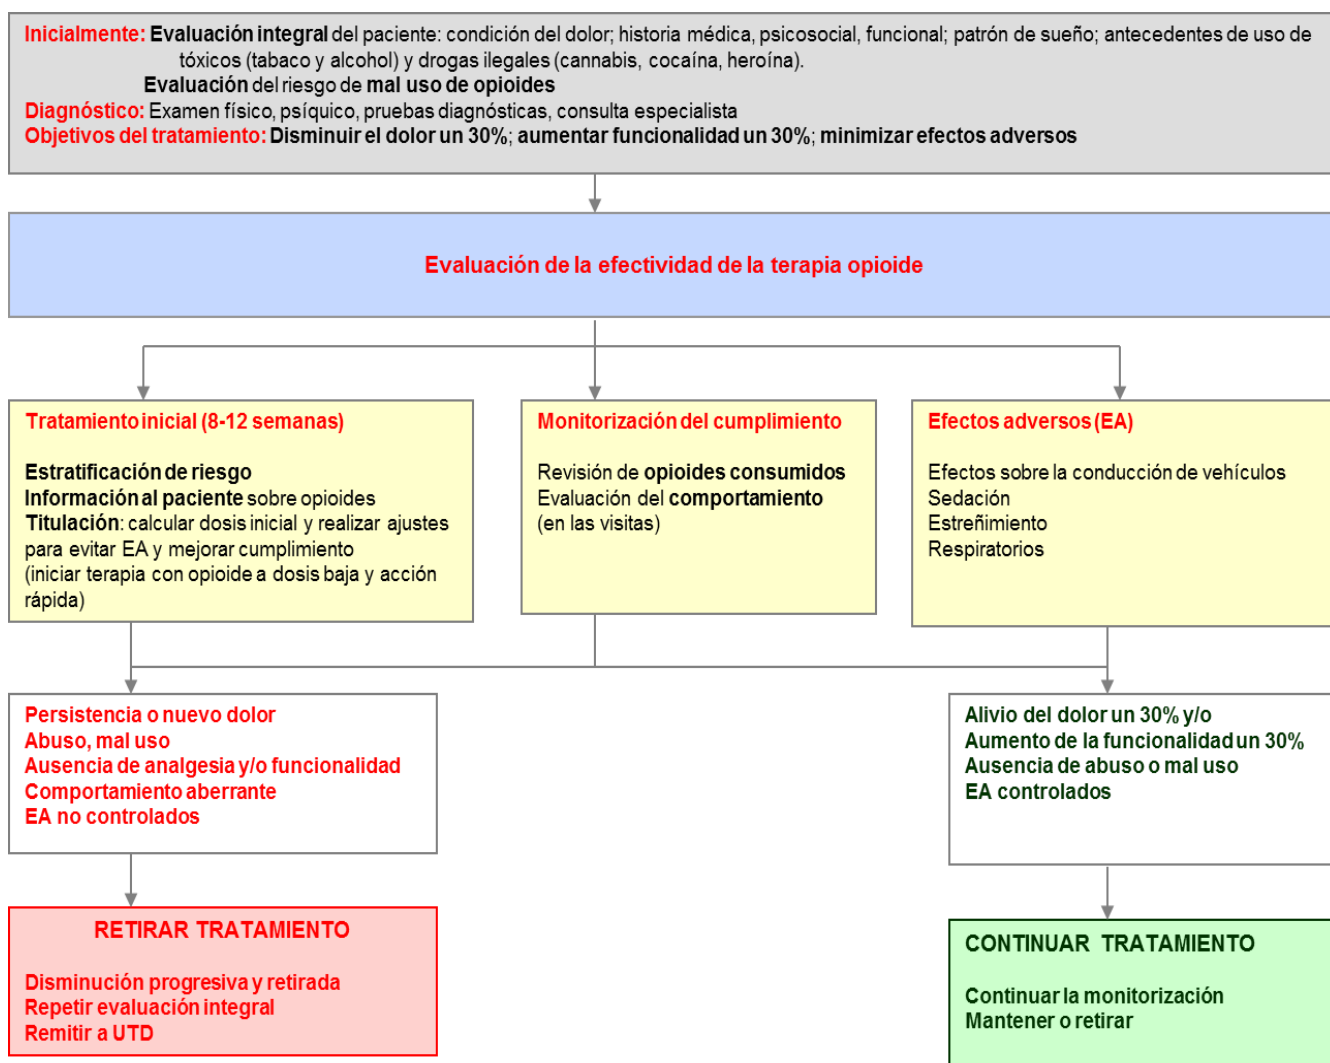 Inicialmente: Evaluación integral del paciente: condición del dolor; historia médica, psicosocial, funcional; patrón de sueño; antecedentes de uso de
tóxicos (tabaco y alcohol) y drogas ilegales (cannabis, cocaína, heroína).
Evaluación del riesgo de mal uso de opioides
Diagnóstico: Examen físico, psíquico, pruebas diagnósticas, consulta especialista
Objetivos del tratamiento: Disminuir el dolor un 30%; aumentar funcionalidad un 30%; minimizar efectos adversos
Evaluación de la efectividad de la terapia opioide
Tratamiento inicial (8-12 semanas)
Estratificación de riesgo
Información al paciente sobre opioides
Titulación: calcular dosis inicial y realizar ajustes
para evitar EA y mejorar cumplimiento
(iniciar terapia con opioide a dosis baja y acción
rápida)
Monitorización del cumplimiento
Revisión de opioides consumidos
Evaluación del comportamiento
(en las visitas)
Efectos adversos (EA)
Efectos sobre la conducción de vehículos
Sedación
Estreñimiento
Respiratorios
Persistencia o nuevo dolor
Abuso, mal uso
Ausencia de analgesia y/o funcionalidad
Comportamiento aberrante
EA no controlados
Alivio del dolor un 30% y/o
Aumento de la funcionalidad un 30%
Ausencia de abuso o mal uso
EA controlados
RETIRAR TRATAMIENTO
Disminución progresiva y retirada
Repetir evaluación integral
Remitir a UTD
CONTINUAR TRATAMIENTO
Continuar la monitorización
Mantener o retirar